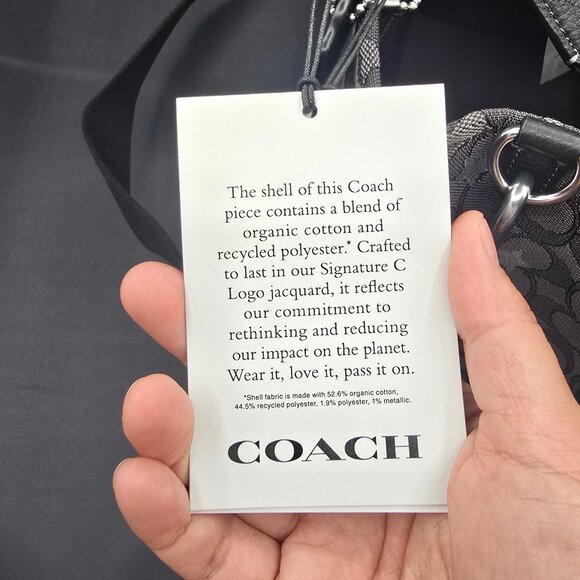 The shell of this Coach
piece contains a blend of
organic cotton and
recycled polyester.* Crafted
to last in our Signature C
Logo jacquard, it reflects
our commitment to
rethinking and reducing
our impact on the planet.
Wear it, love it, pass it on.
*Shell fabric is made with 52.6% organic cotton,
44.5% recycled polyester, 1.9% polyester, 1% metallic.
COACH